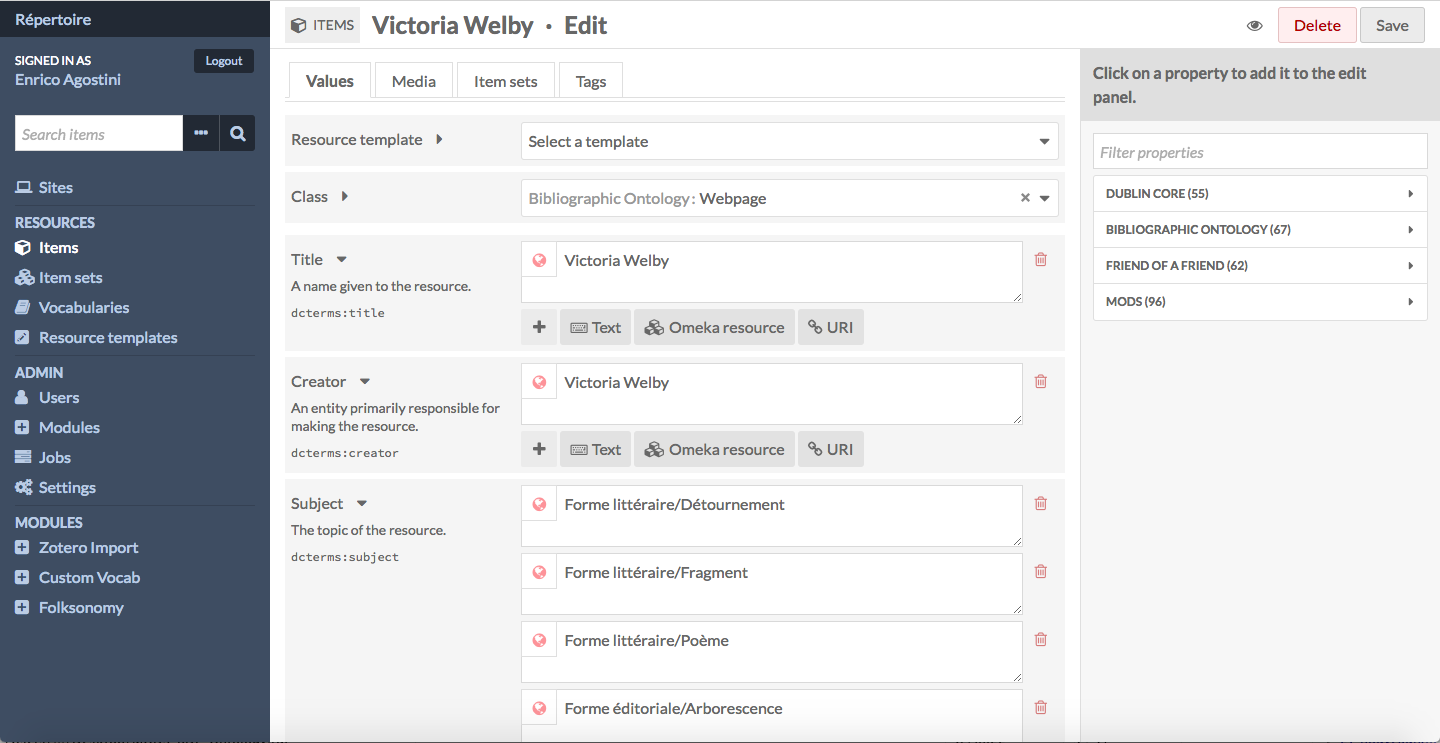 Répertoire
SIGNED IN AS
Enrico Agostini
Logout
Search items
Sites
RESOURCES
Items
Item sets
Vocabularies
Resource templates
ADMIN
Users
Modules
Jobs
Settings
MODULES
Zotero Import
Custom Vocab
Folksonomy
ITEMS
Victoria Welby • Edit
Delete
Save
Values
Media
Item sets
Tags
Resource template
Select a template
Class
Bibliographic Ontology: Webpage
Title
A name given to the resource.
dcterms:title
Victoria Welby
Text
Omeka resource
URI
Creator
An entity primarily responsible for
making the resource.
dcterms:creator
Victoria Welby
Text
Omeka resource
URI
Subject
The topic of the resource.
dcterms:subject
Forme littéraire/Détournement
Forme littéraire/Fragment
Forme littéraire/Poème
Forme éditoriale/Arborescence
Click on a property to add it to the edit
panel.
Filter properties
DUBLIN CORE (55)
BIBLIOGRAPHIC ONTOLOGY (67)
FRIEND OF A FRIEND (62)
MODS (96)